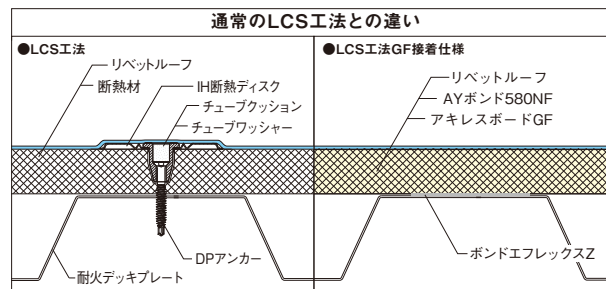 通常のLCS工法との違い
●LCS工法
リベットルーフ
断熱材
IH断熱ディスク
チューブクッション
チューブワッシャー
DPアンカー
耐火デッキプレート
●LCS工法GF接着仕様
リベットルーフ
AYボンド580NF
アキレスボードGF
ボンドエフレックスZ